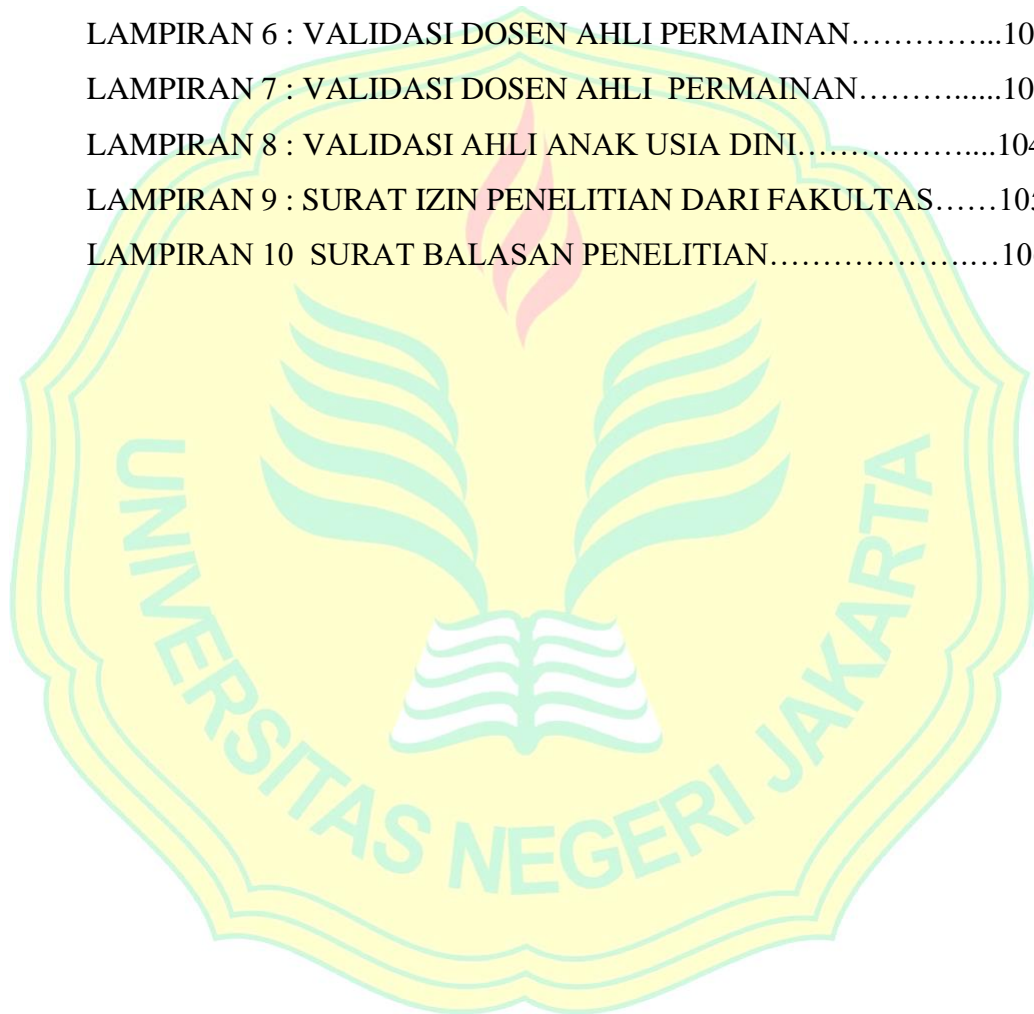 LAMPIRAN 6 : VALIDASI DOSEN AHLI PERMAINAN…………...10
LAMPIRAN 7 : VALIDASI DOSEN AHLI  PERMAINAN………......10
LAMPIRAN 8 : VALIDASI AHLI ANAK USIA DINI…………….....104
LAMPIRAN 9 : SURAT IZIN PENELITIAN DARI FAKULTAS……105
LAMPIRAN 10  SURAT BALASAN PENELITIAN……………….…10
UNIVERSITAS NEGERI JAKARTA